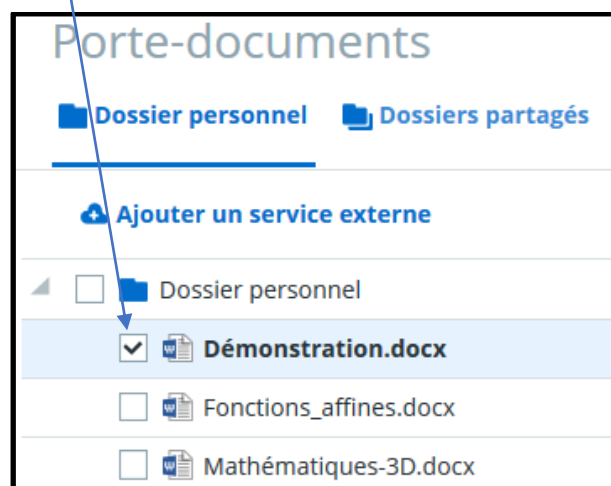 Porte-documents
Dossier personnel Dossiers partagés
Ajouter un service externe
Dossier personnel
Démonstration.docx
Fonctions_affines.docx
Mathématiques-3D.docx